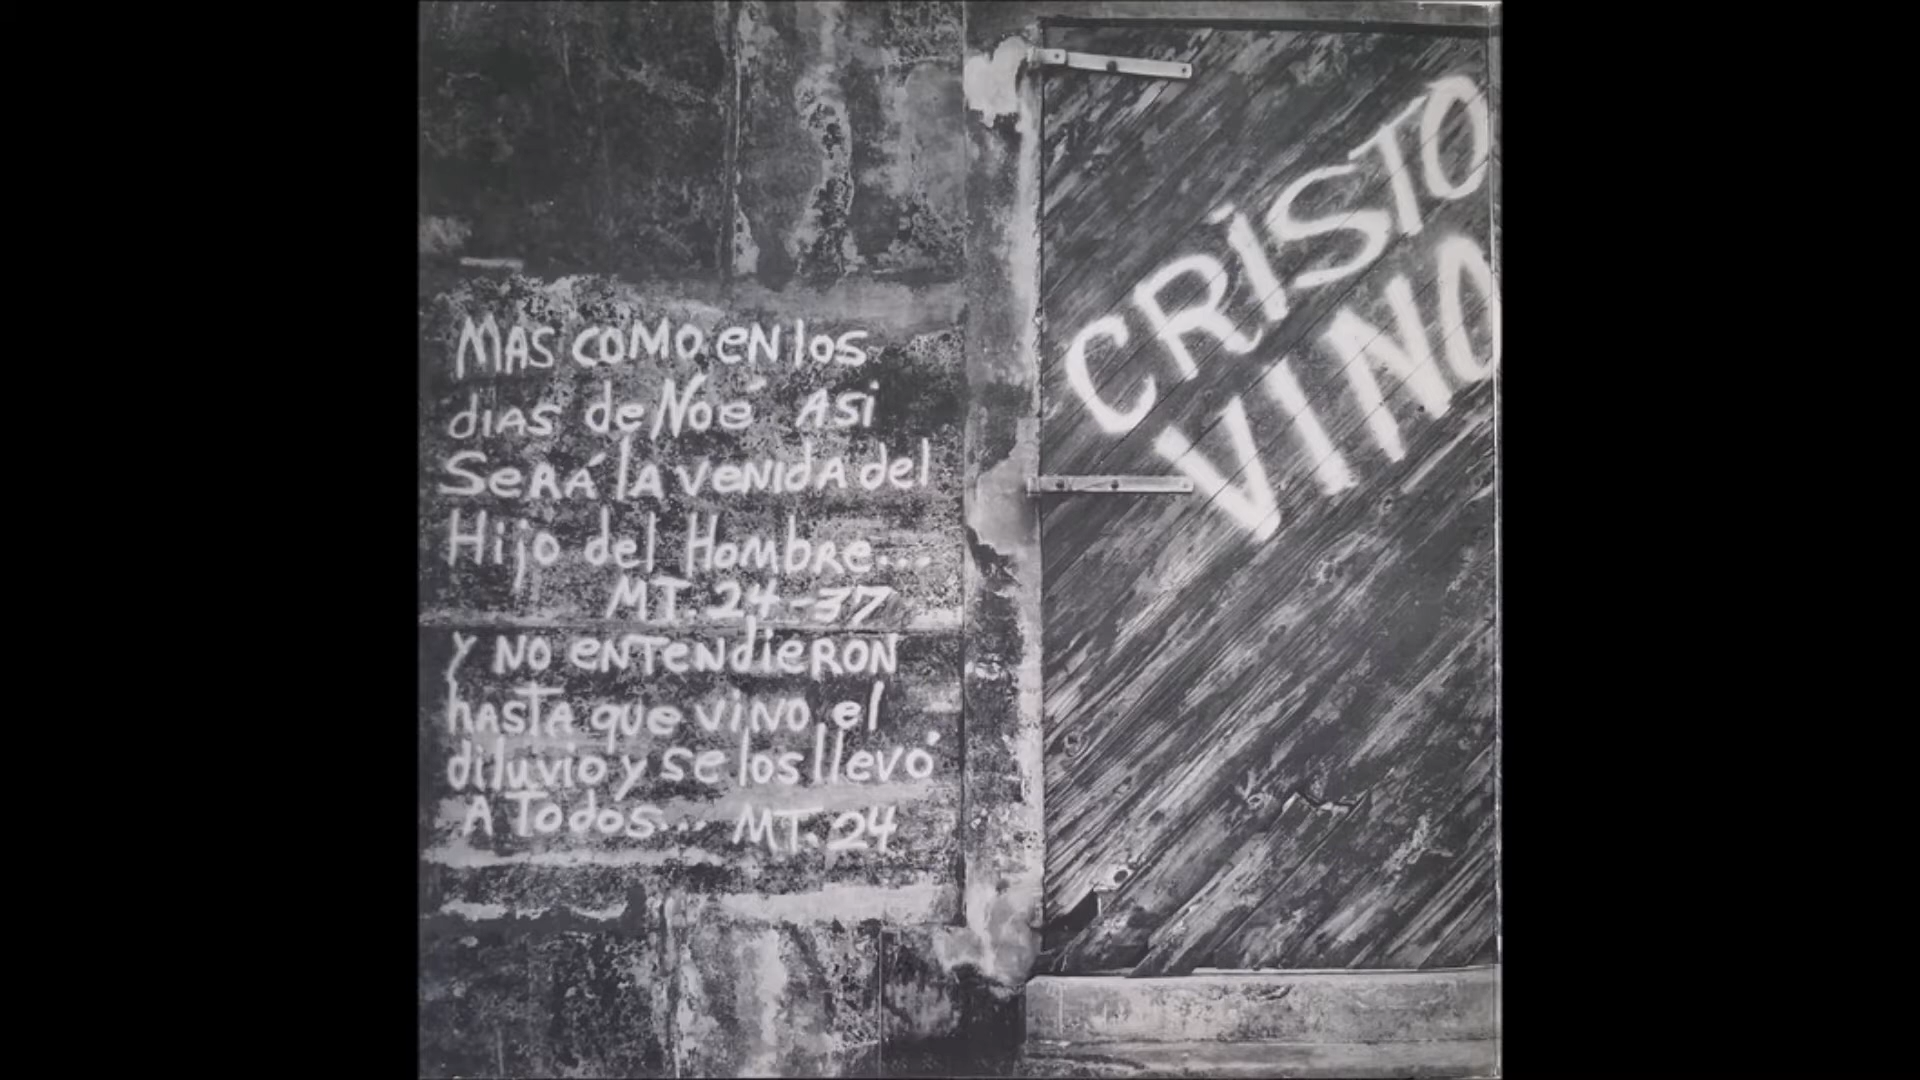 MAS COMO eN los
dIAS de Noé ASi
SeRÁ lA veNIdA del
Hijo del HoMbRe...
MT. 24-37
y NO eNTeNdieRON
hASTA que viNO el
diluvio y se los llevó
A Todos... MT. 24
CRISTO
VINO